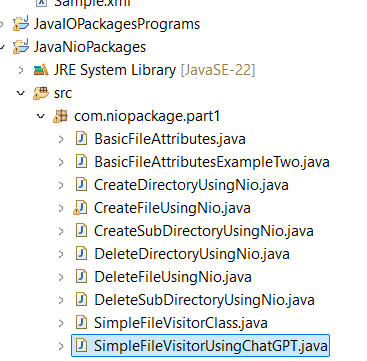 Sample.xml
JavaIOPackagesPrograms
JavaNioPackages
JRE System Library [JavaSE-22]
src
com.niopackage.part1
BasicFileAttributes.java
BasicFileAttributesExampleTwo.java
CreateDirectoryUsingNio.java
CreateFileUsingNio.java
CreateSubDirectoryUsingNio.java
DeleteDirectoryUsingNio.java
DeleteFileUsingNio.java
DeleteSubDirectoryUsingNio.java
SimpleFileVisitorClass.java
SimpleFileVisitorUsingChatGPT.java